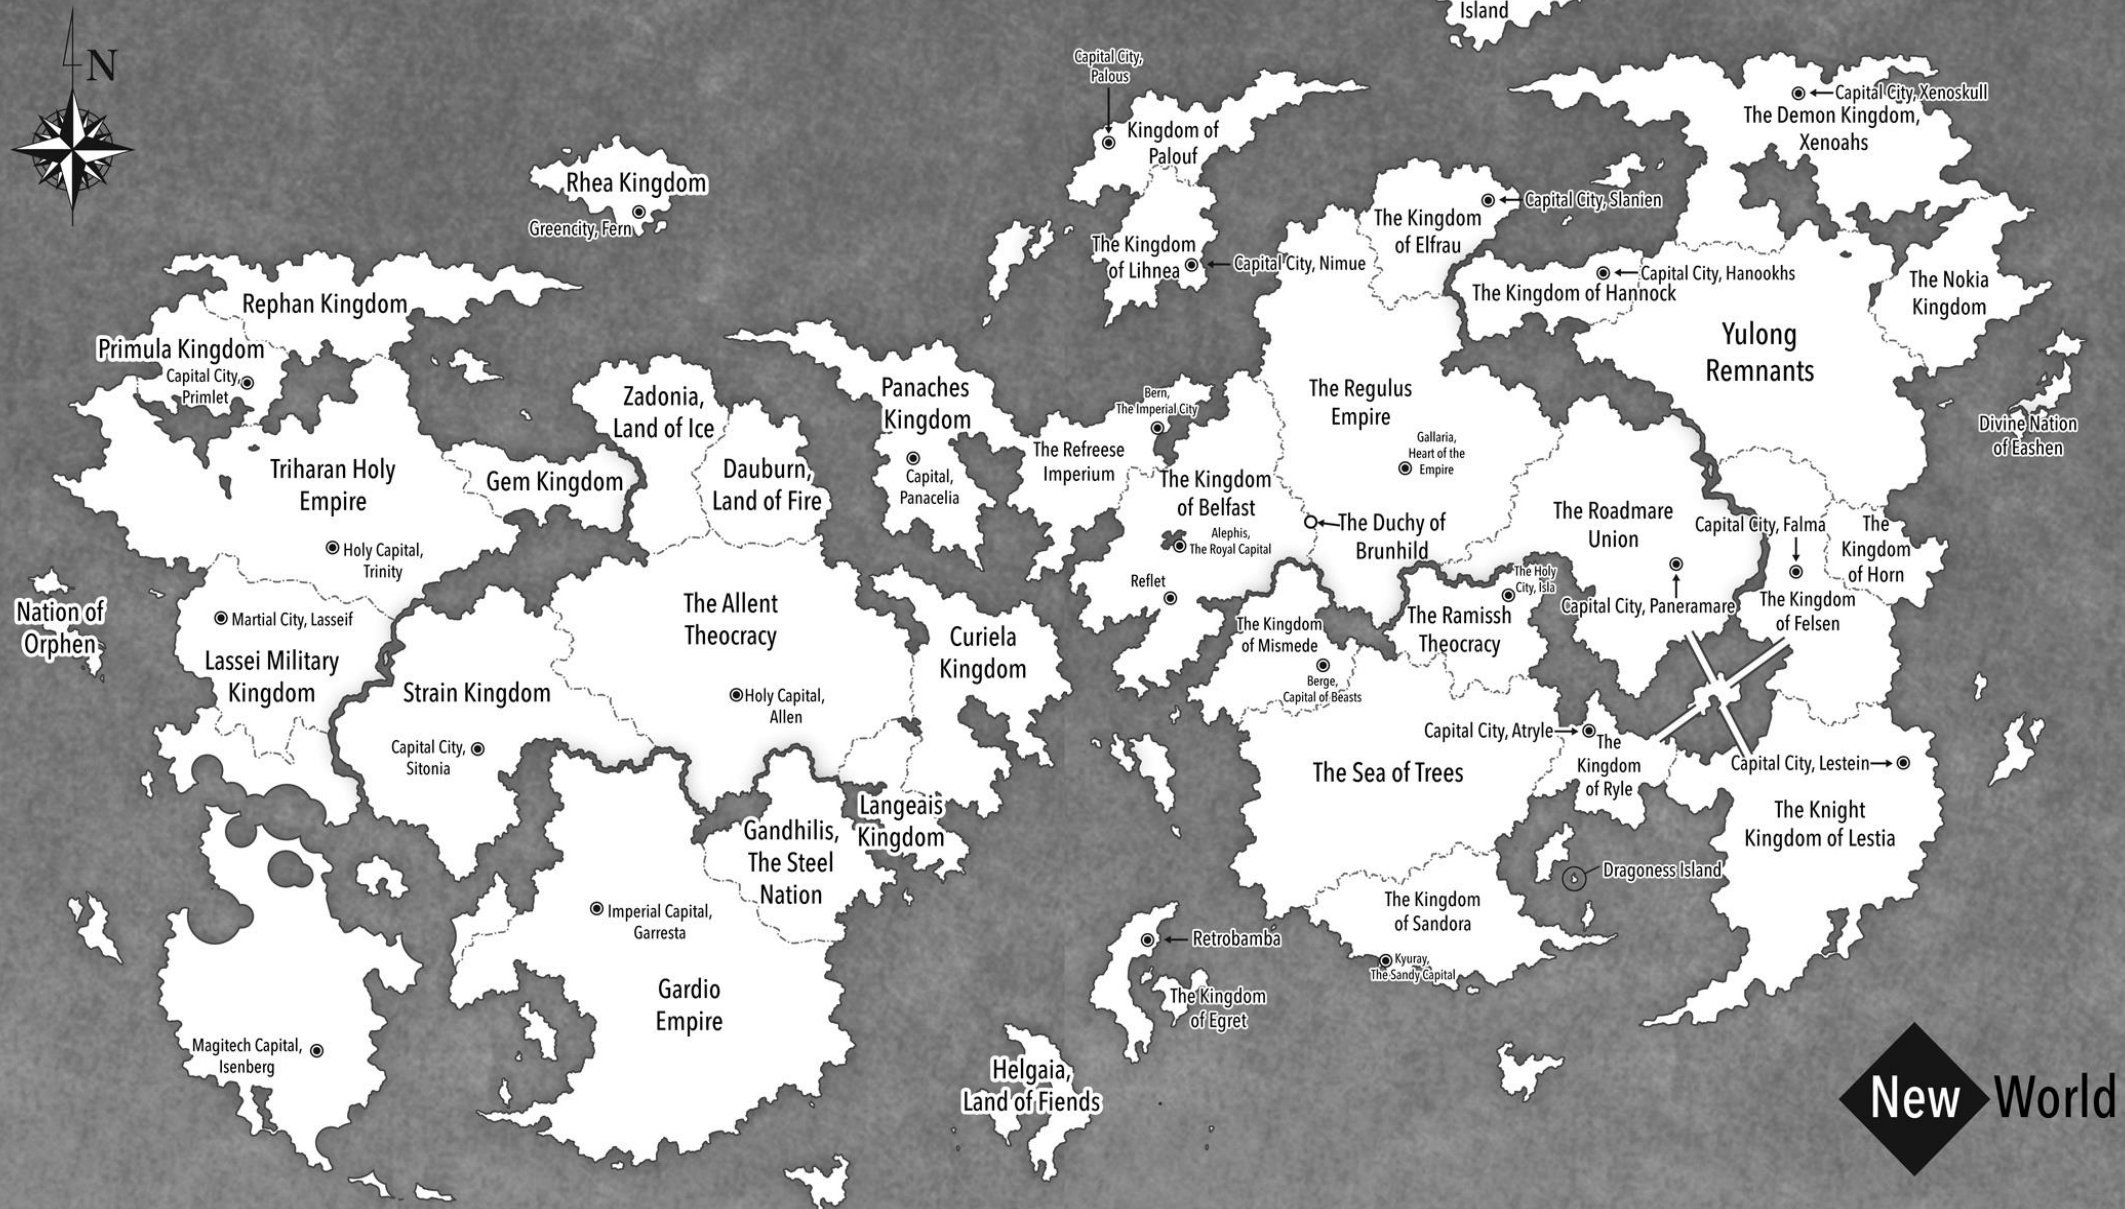 N
Island
Capital City,
Palous
Kingdom of
Palouf
Capital City, Xenoskull
The Demon Kingdom,
Xenoahs
Rhea Kingdom
Greencity, Fern
Capital City, Slanien
The Kingdom
of Elfrau
The Kingdom
of Lihnea
Capital City, Nimue
Capital City, Hanookhs
The Kingdom of Hannock
The Nokia
Kingdom
Rephan Kingdom
Primula Kingdom
Capital City,
Primlet
Yulong
Remnants
Zadonia,
Land of Ice
Panaches
Kingdom
Capital,
Panacelia
Bern,
The Imperial City
The Refreese
Imperium
The Regulus
Empire
Gallaria,
Heart of the
Empire
Divine Nation
of Eashen
Triharan Holy
Empire
Holy Capital,
Trinity
Gem Kingdom
Dauburn,
Land of Fire
The Kingdom
of Belfast
Alephis,
The Royal Capital
Reflet
The Duchy of
Brunhild
The Roadmare
Union
Capital City, Paneramare
Capital City, Falma
The Kingdom
of Felsen
The
Kingdom
of Horn
Nation of
Orphen
Martial City, Lasseif
Lassei Military
Kingdom
Strain Kingdom
Capital City,
Sitonia
The Allent
Theocracy
Holy Capital,
Allen
Curiela
Kingdom
The Kingdom
of Mismede
Berge,
Capital of Beasts
The Holy
City, Isla
The Ramissh
Theocracy
Capital City, Atryle
The
Kingdom
of Ryle
The Sea of Trees
Capital City, Lestein
The Knight
Kingdom of Lestia
Langeais
Kingdom
Gandhilis,
The Steel
Nation
Dragoness Island
Imperial Capital,
Garresta
Gardio
Empire
The Kingdom
of Sandora
Kyuray,
The Sandy Capital
Retrobamba
The Kingdom
of Egret
Magitech Capital,
Isenberg
Helgaia,
Land of Fiends
New World